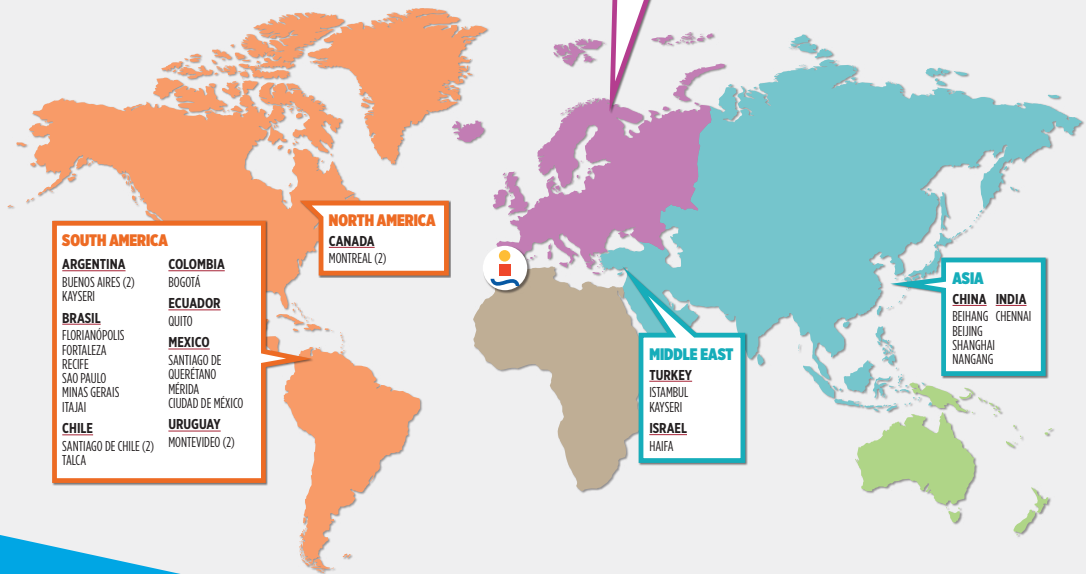 SOUTH AMERICA
ARGENTINA
BUENOS AIRES (2)
KAYSERI
BRASIL
FLORIANÓPOLIS
FORTALEZA
RECIFE
SAO PAULO
MINAS GERAIS
ITAJAI
CHILE
SANTIAGO DE CHILE (2)
TALCA
COLOMBIA
BOGOTÁ
ECUADOR
QUITO
MEXICO
SANTIAGO DE
QUERÉTANO
MÉRIDA
CIUDAD DE MÉXICO
URUGUAY
MONTEVIDEO (2)
NORTH AMERICA
CANADA
MONTREAL (2)
MIDDLE EAST
TURKEY
ISTAMBUL
KAYSERI
ISRAEL
HAIFA
ASIA
CHINA
BEIHANG
BEIJING
SHANGHAI
NANGANG
INDIA
CHENNAI